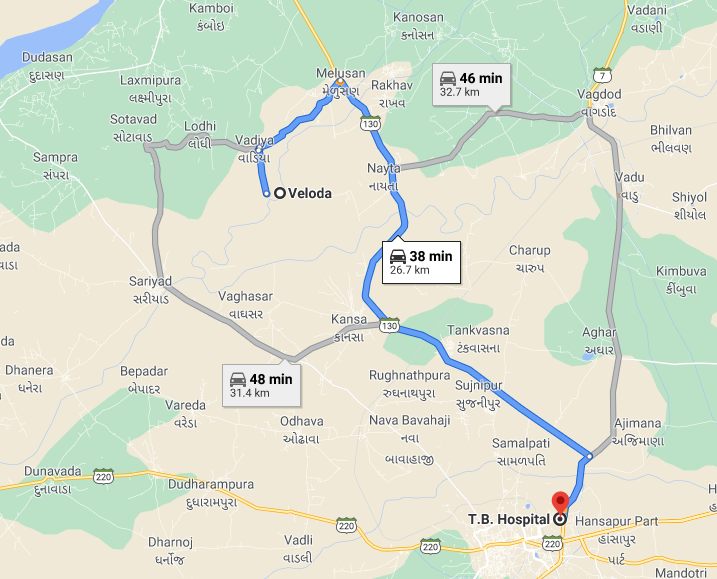 Kamboi
કંબોઇ
Kanosan
કનોસન
Vadani
વડાણી
Dudasan
દુદાસણ
Laxmipura
લક્ષ્મીપુરા
Melusan
મેલુસણ
Rakhav
રાખવ
46 min
32.7 km
7
Vagdod
વાગડોદ
Sotavad
સોટાવડ
Lodhi
લોધી
Vadiya
વાડિયા
130
Bhilvan
ભીલવણ
Sampra
સંપરા
Nayta
નાયતા
Veloda
Vadu
વાડુ
Shiyol
શીયોલ
ada
વાડા
38 min
26.7 km
Charup
ચારુપ
Sariyad
સરીયાદ
Vaghasar
વાઘસર
Kimbuva
કીંબુવા
Kansa
કાંનસા
130
Tankvasna
ટંકવાસના
Aghar
અઘાર
da
Dhanera
ધનેરા
Bepadar
બેપાદર
48 min
31.4 km
Rughnathpura
રુઘનાથપુરા
Sujnipur
સુજનીપુર
Vareda
વરેડા
Odhava
ઓઢાવા
Nava Bavahaji
નવા
બાવાહાજી
Samalpati
સામળપતિ
Ajimana
અજિમાણા
Dunavada
દુનાવાડા
220
Dudharampura
દુધારામપુરા
T.B. Hospital
Hansapur Part
હાંસાપુર
પાર્ટ
220
Dharnoj
ધર્નોજ
Vadli
વાડલી
220
220
Mandotri